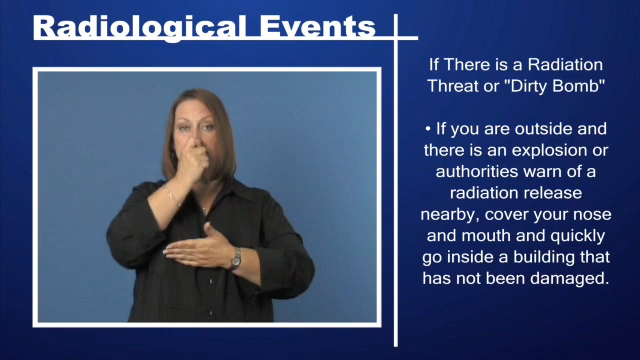 Radiological Events
If There is a Radiation
Threat or "Dirty Bomb"
• If you are outside and
there is an explosion or
authorities warn of a
radiation release
nearby, cover your nose
and mouth and quickly
go inside a building that
has not been damaged.